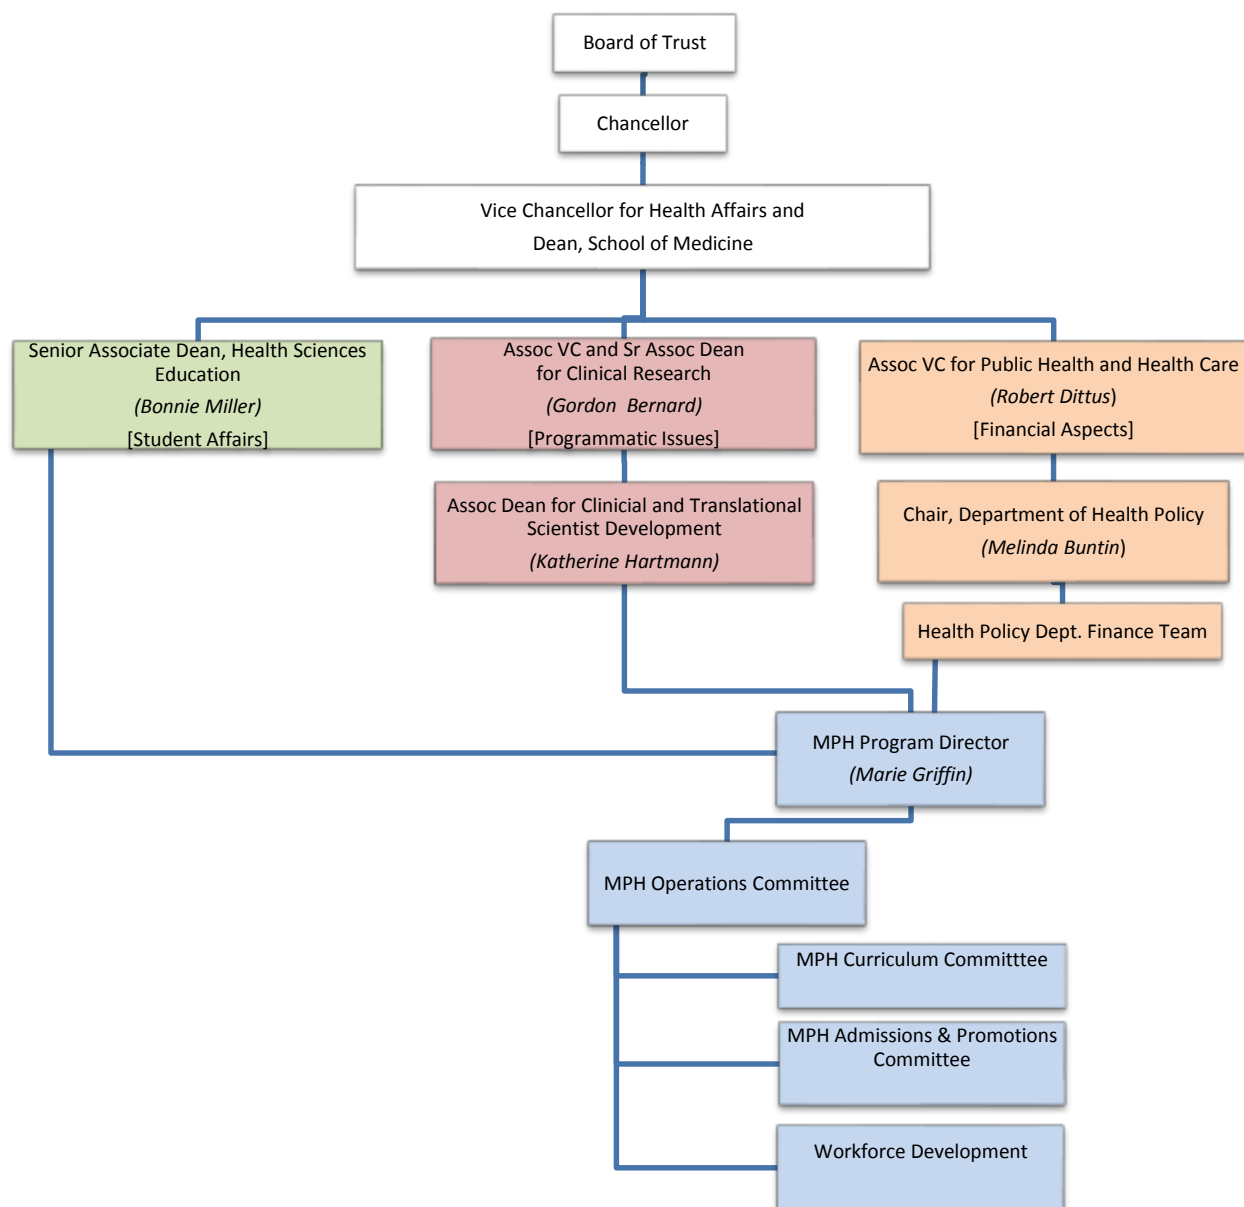 Board of Trust
Chancellor
Vice Chancellor for Health Affairs and
Dean, School of Medicine
Senior Associate Dean, Health Sciences
Education
(Bonnie Miller)
[Student Affairs]
Assoc VC and Sr Assoc Dean
for Clinical Research
(Gordon Bernard)
[Programmatic Issues]
Assoc VC for Public Health and Health Care
(Robert Dittus)
[Financial Aspects]
Assoc Dean for Clinicial and Translational
Scientist Development
(Katherine Hartmann)
Chair, Department of Health Policy
(Melinda Buntin)
Health Policy Dept. Finance Team
MPH Program Director
(Marie Griffin)
MPH Operations Committee
MPH Curriculum Committtee
MPH Admissions & Promotions
Committee
Workforce Development